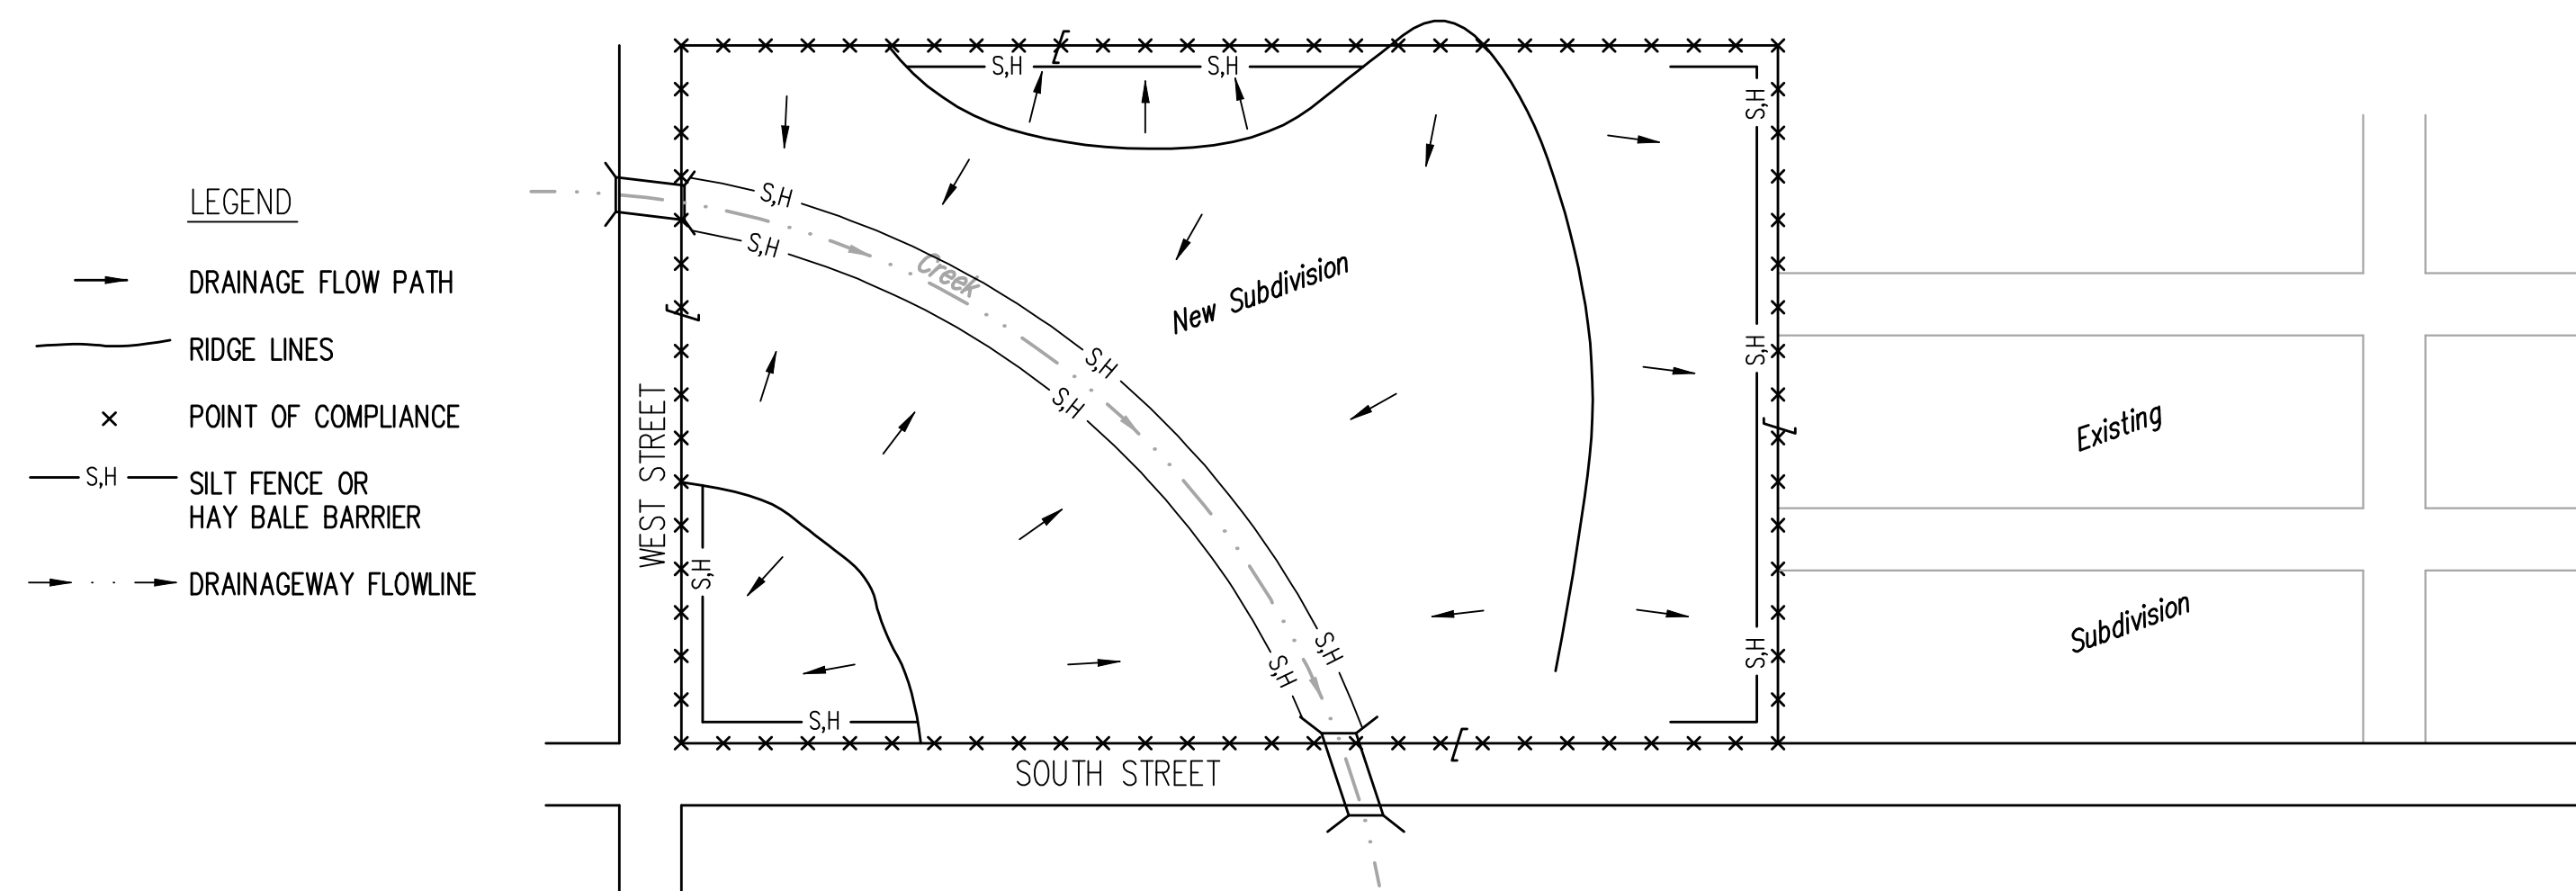 LEGEND
DRAINAGE FLOW PATH
RIDGE LINES
POINT OF COMPLIANCE
S,H
SILT FENCE OR
HAY BALE BARRIER
DRAINAGEWAY FLOWLINE
S,H
S,H
S,H
S,H
S,H
Creek
New Subdivision
S,H
S,H
S,H
WEST STREET
Existing
S,H
Subdivision
S,H
S,H
S,H
S,H
SOUTH STREET